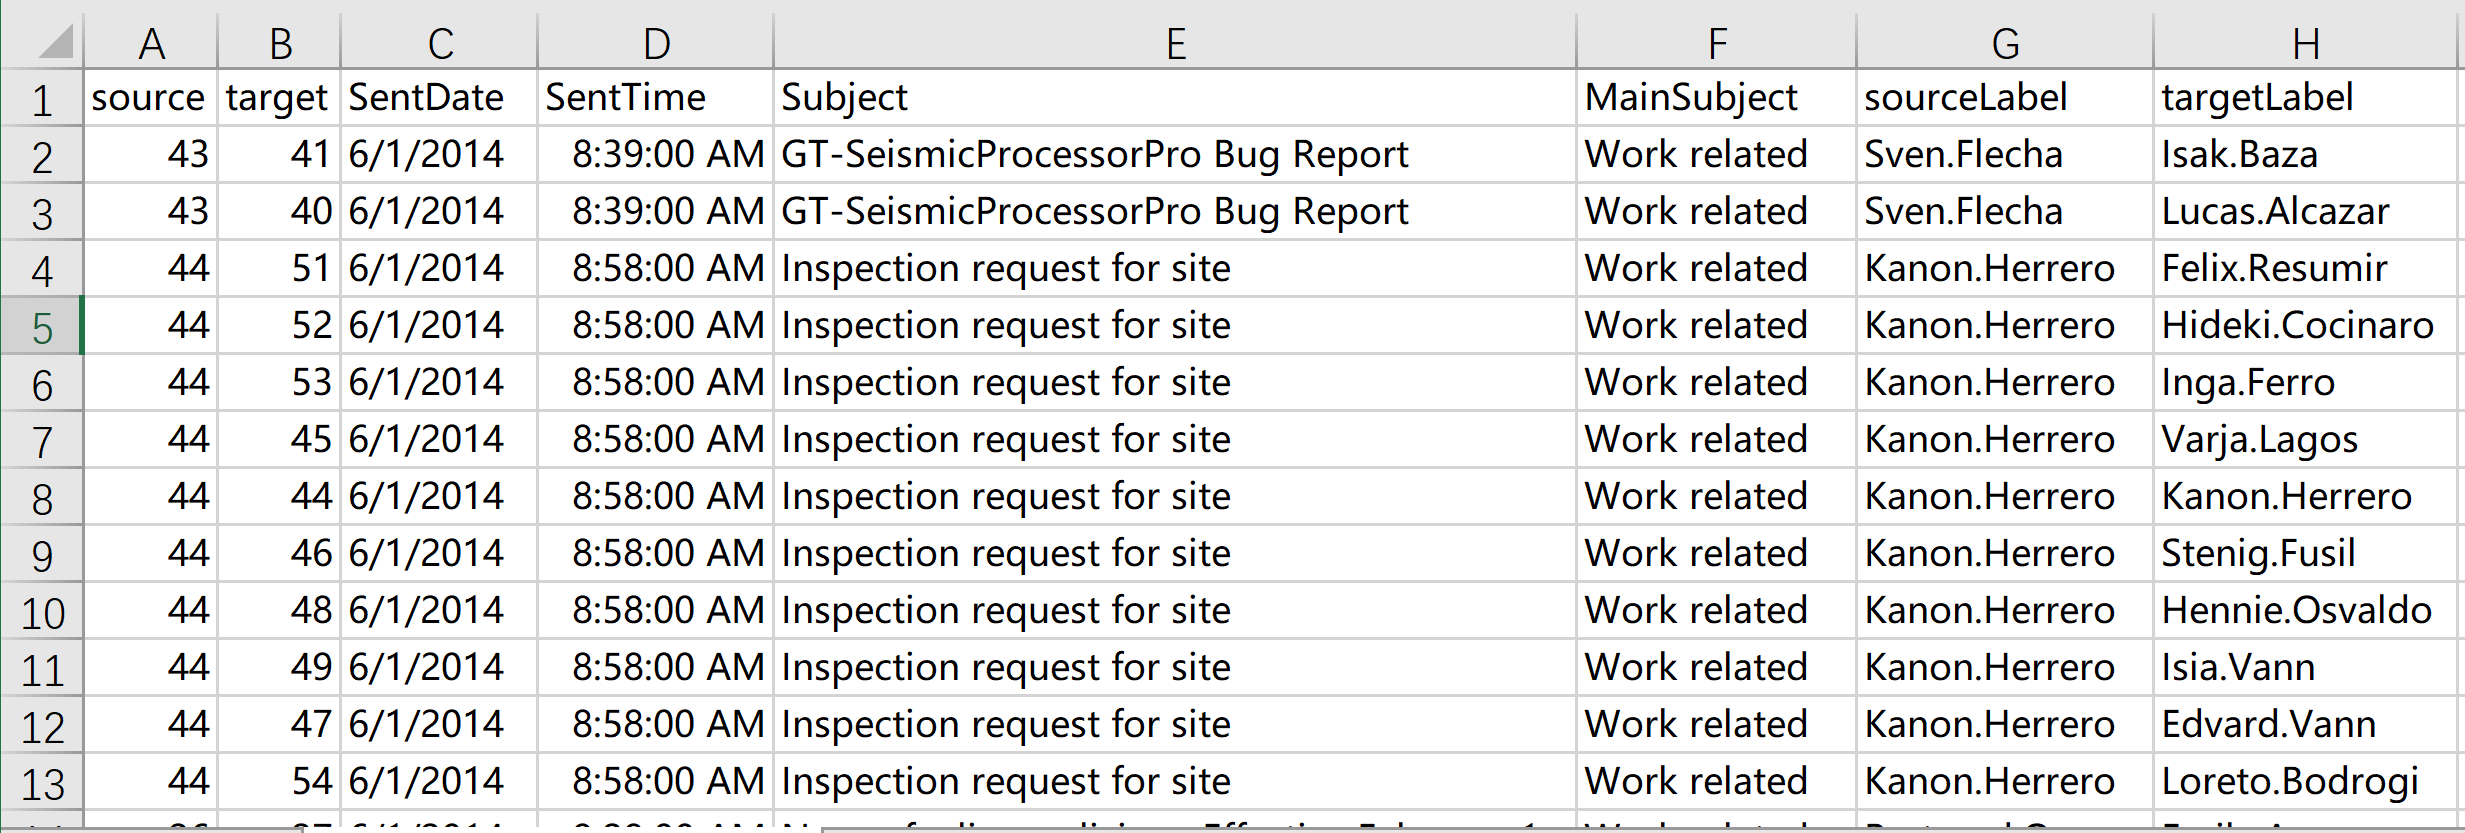 A B C D E F G H
1 source target SentDate SentTime Subject MainSubject sourceLabel targetLabel
2 43 41 6/1/2014 8:39:00 AM GT-SeismicProcessorPro Bug Report Work related Sven.Flecha Isak.Baza
3 43 40 6/1/2014 8:39:00 AM GT-SeismicProcessorPro Bug Report Work related Sven.Flecha Lucas.Alcazar
4 44 51 6/1/2014 8:58:00 AM Inspection request for site Work related Kanon.Herrero Felix.Resumir
5 44 52 6/1/2014 8:58:00 AM Inspection request for site Work related Kanon.Herrero Hideki.Cocinaro
6 44 53 6/1/2014 8:58:00 AM Inspection request for site Work related Kanon.Herrero Inga.Ferro
7 44 45 6/1/2014 8:58:00 AM Inspection request for site Work related Kanon.Herrero Varja.Lagos
8 44 44 6/1/2014 8:58:00 AM Inspection request for site Work related Kanon.Herrero Kanon.Herrero
9 44 46 6/1/2014 8:58:00 AM Inspection request for site Work related Kanon.Herrero Stenig.Fusil
10 44 48 6/1/2014 8:58:00 AM Inspection request for site Work related Kanon.Herrero Hennie.Osvaldo
11 44 49 6/1/2014 8:58:00 AM Inspection request for site Work related Kanon.Herrero Isia.Vann
12 44 47 6/1/2014 8:58:00 AM Inspection request for site Work related Kanon.Herrero Edvard.Vann
13 44 54 6/1/2014 8:58:00 AM Inspection request for site Work related Kanon.Herrero Loreto.Bodrogi